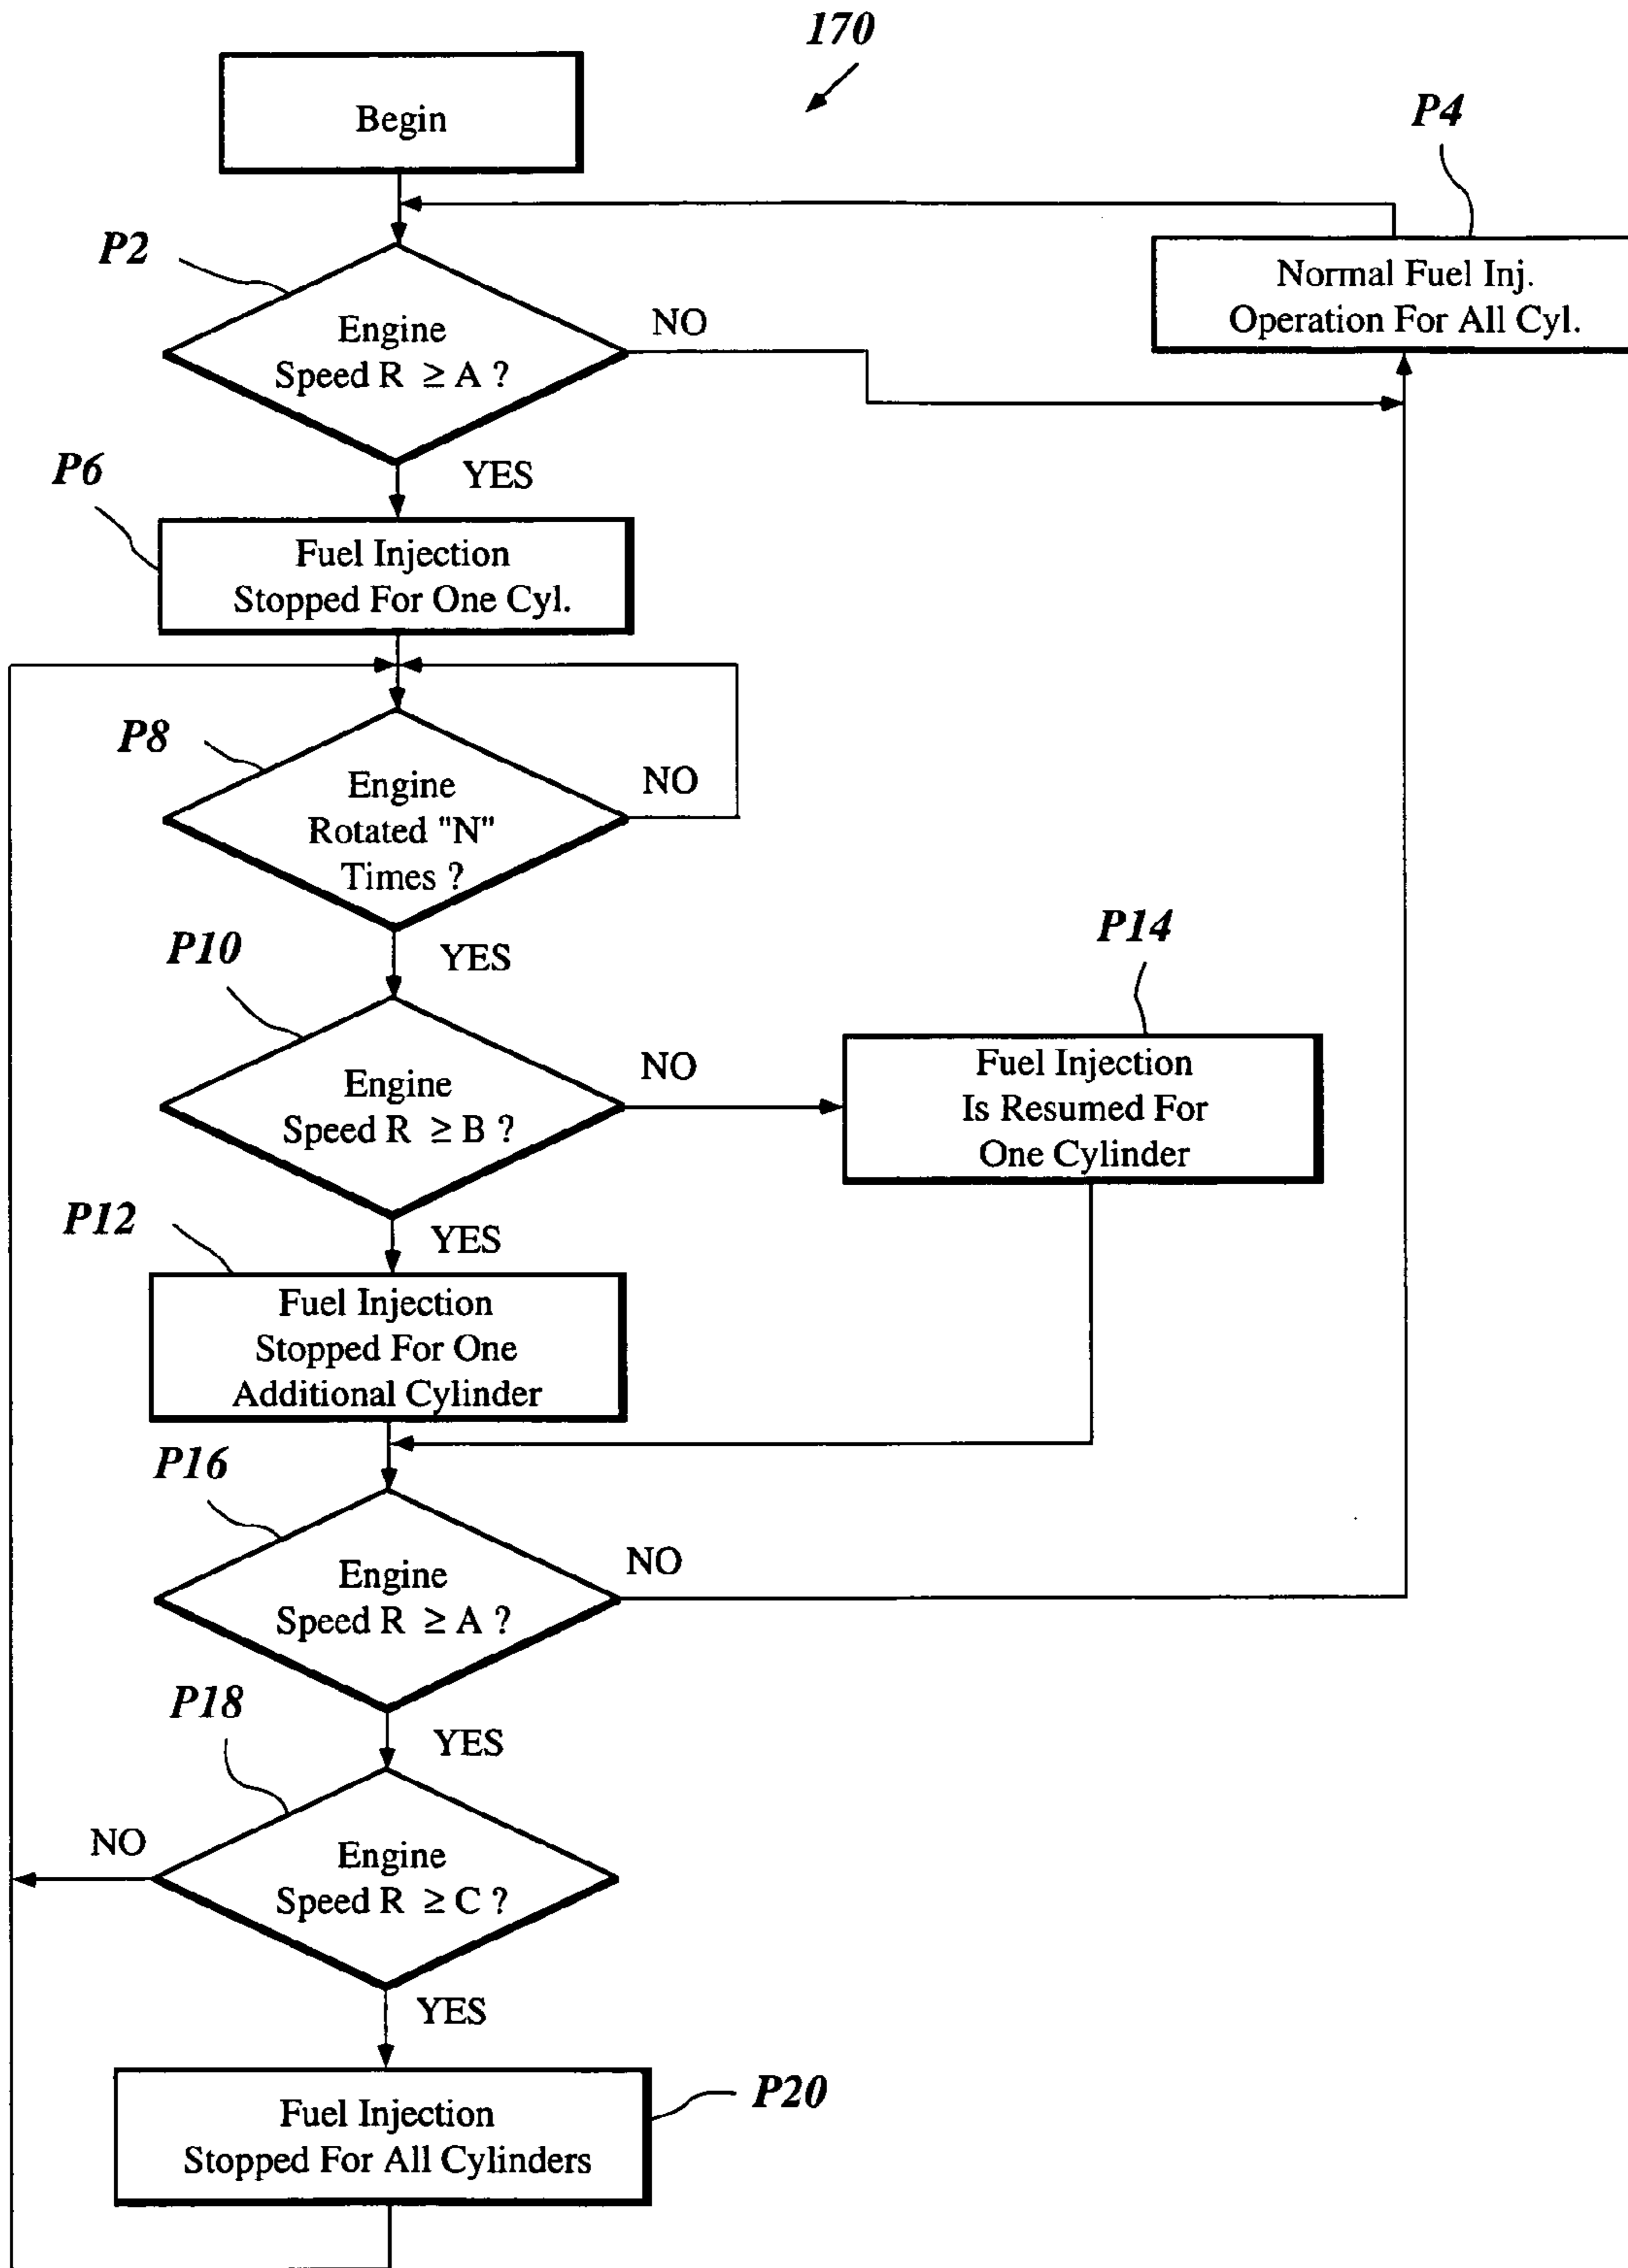 170
Begin
P4
Normal Fuel Inj.
Operation For All Cyl.
P2
Engine
Speed R ≥ A ?
NO
YES
P6
Fuel Injection
Stopped For One Cyl.
P8
Engine
Rotated "N"
Times ?
NO
YES
P10
Engine
Speed R ≥ B ?
NO
P14
Fuel Injection
Is Resumed For
One Cylinder
YES
P12
Fuel Injection
Stopped For One
Additional Cylinder
P16
Engine
Speed R ≥ A ?
NO
YES
P18
Engine
Speed R ≥ C ?
NO
YES
P20
Fuel Injection
Stopped For All Cylinders